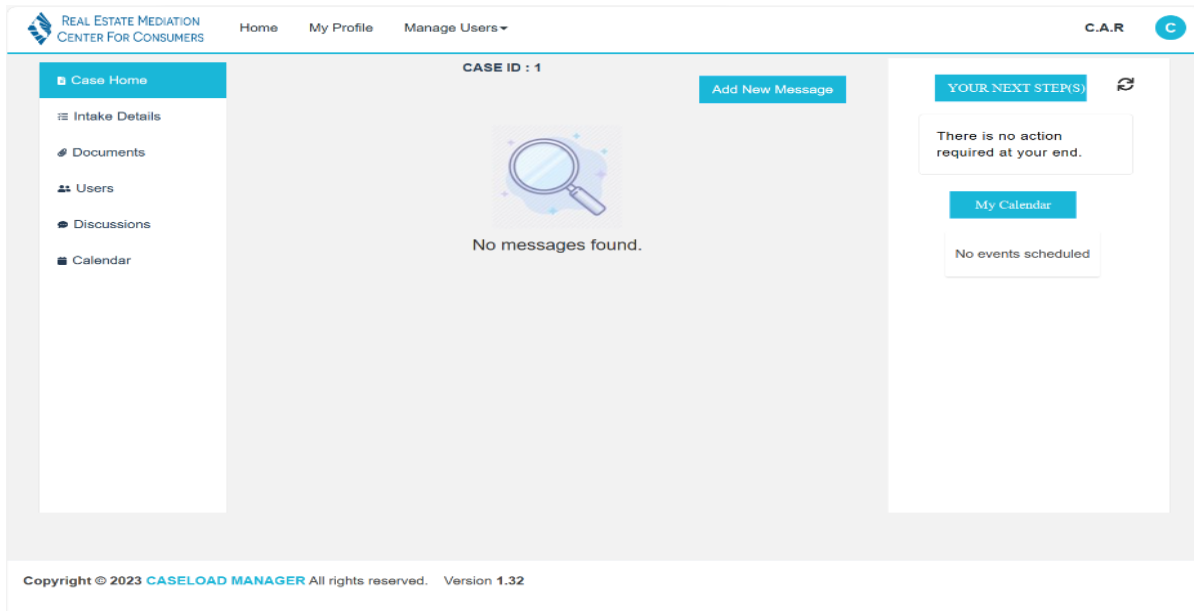 REAL ESTATE MEDIATION
CENTER FOR CONSUMERS
Home My Profile Manage Users
C.A.R C
Case Home
Intake Details
Documents
Users
Discussions
Calendar
CASE ID : 1
Add New Message
No messages found.
YOUR NEXT STEP(S)
There is no action
required at your end.
My Calendar
No events scheduled
Copyright © 2023 CASELOAD MANAGER All rights reserved. Version 1.32